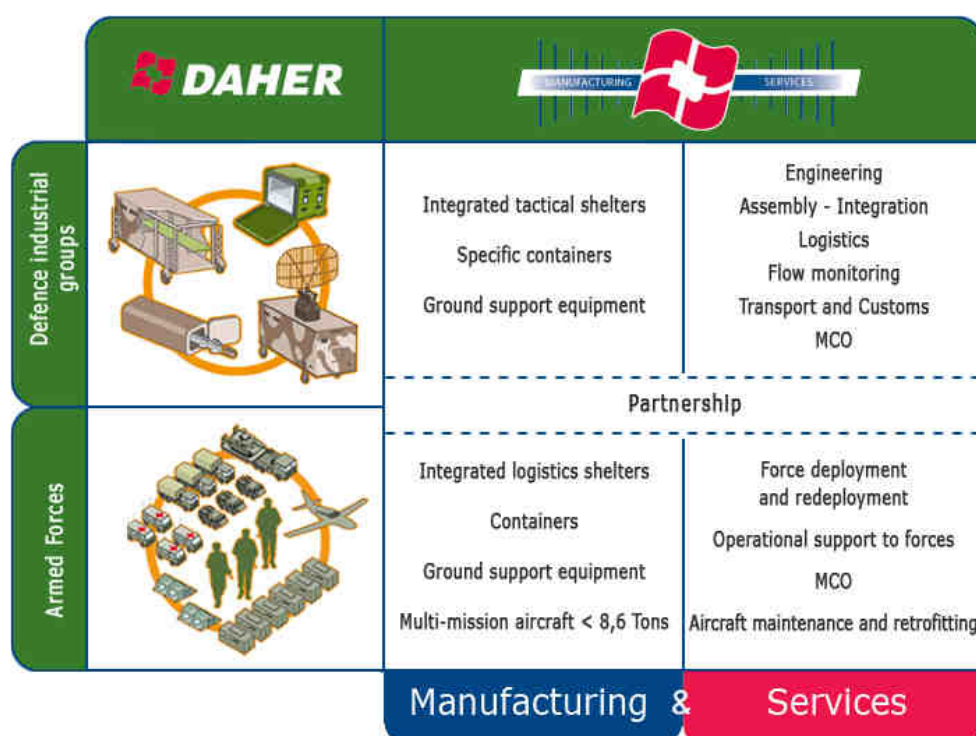 DAHER
MANUFACTURING SERVICES
Defence industrial
groups
Integrated tactical shelters
Specific containers
Ground support equipment
Engineering
Assembly - Integration
Logistics
Flow monitoring
Transport and Customs
MCO
Partnership
Armed Forces
Integrated logistics shelters
Containers
Ground support equipment
Multi-mission aircraft < 8,6 Tons
Force deployment
and redeployment
Operational support to forces
MCO
Aircraft maintenance and retrofitting
Manufacturing & Services